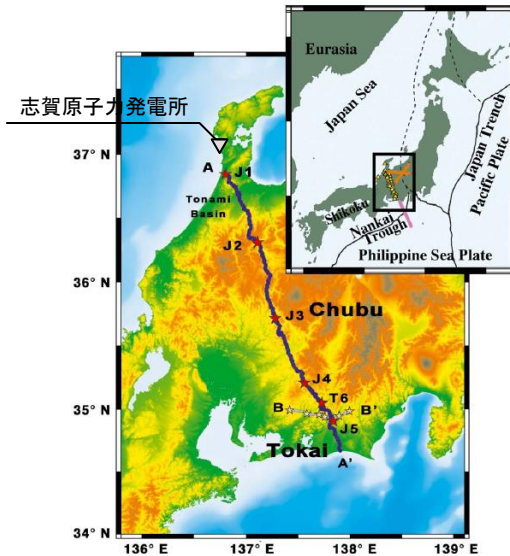 Eurasia
Japan Sea
Japan Trench
Pacific Plate
Shikoku
Nankai
Trough
Philippine Sea Plate
志賀原子力発電所
37° N
A
J1
Tonami
Basin
J2
36° N
J3
Chubu
J4
T6
B
B'
35° N
J5
Tokai
A'
34° N
136° E
137° E
138° E
139° E